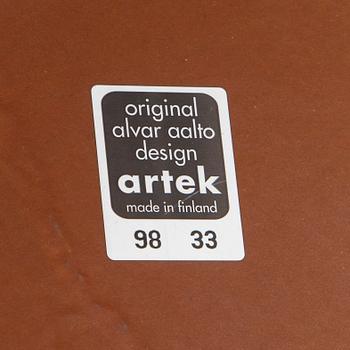 original
alvar aalto
design
artek
made in finland
98 33